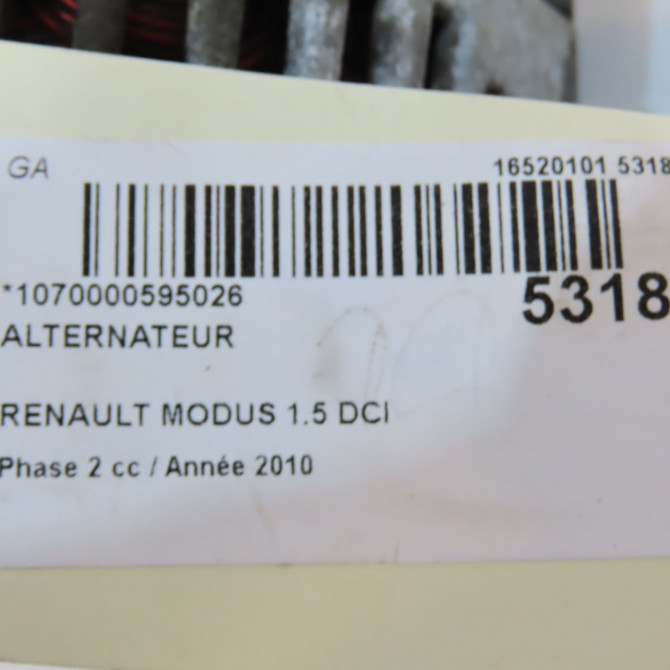 GA 16520101 5318
*1070000595026 5318
ALTERNATEUR
RENAULT MODUS 1.5 DCI
Phase 2 cc / Année 2010